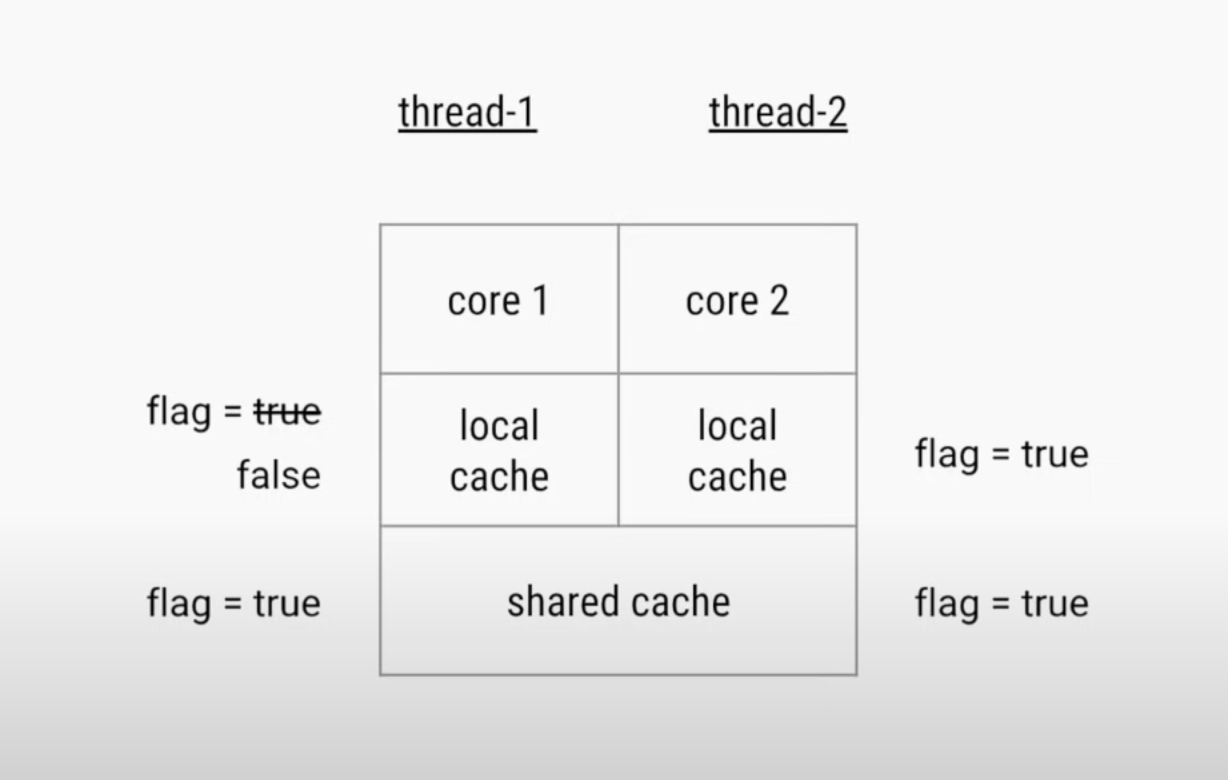 thread-1
thread-2
core 1
core 2
flag = true
false
local
cache
local
cache
flag = true
flag = true
shared cache
flag = true